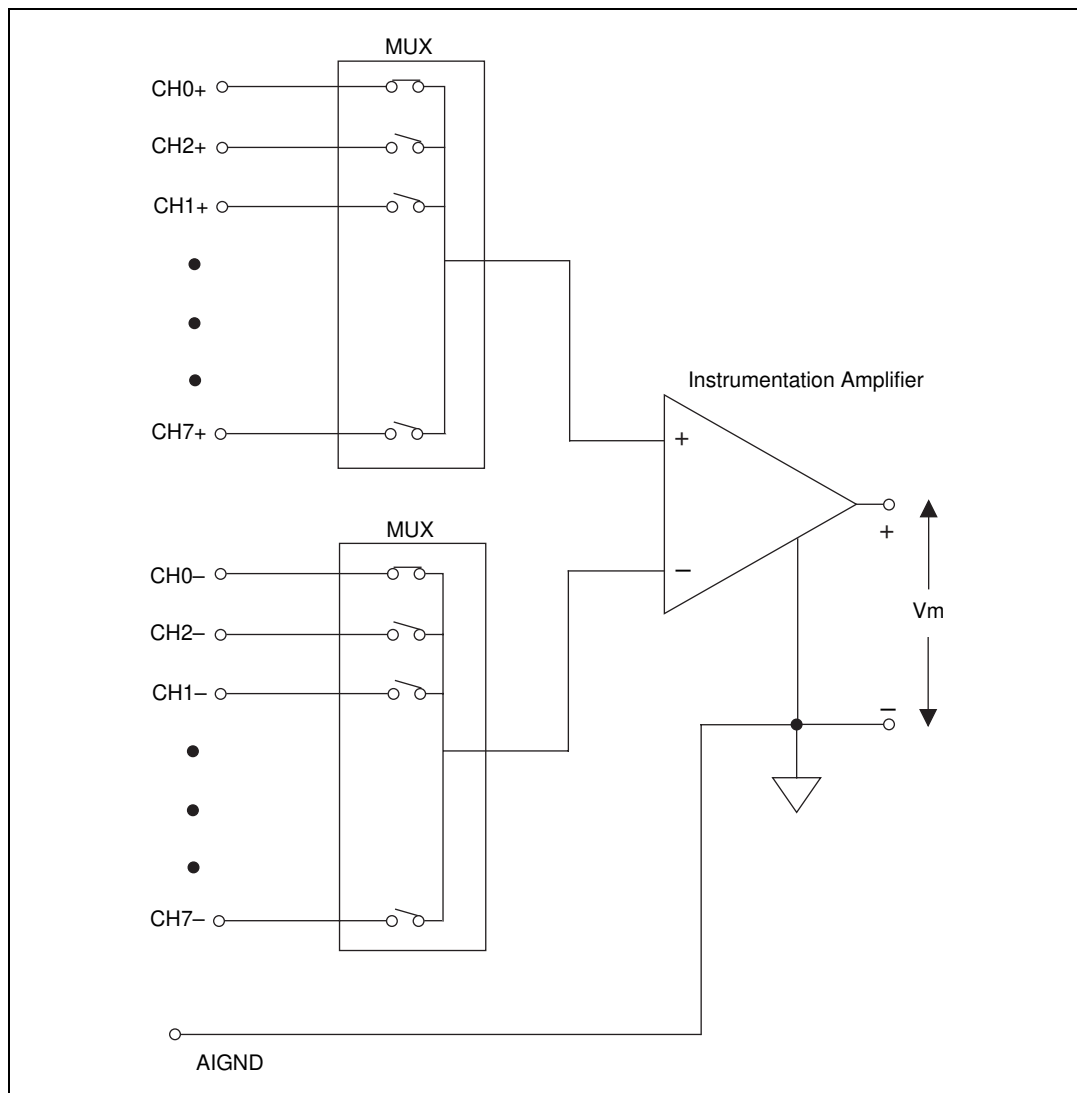 MUX
CH0+
CH2+
CH1+
CH7+
Instrumentation Amplifier
+
−
+
Vm
−
MUX
CH0–
CH2–
CH1–
CH7–
AIGND